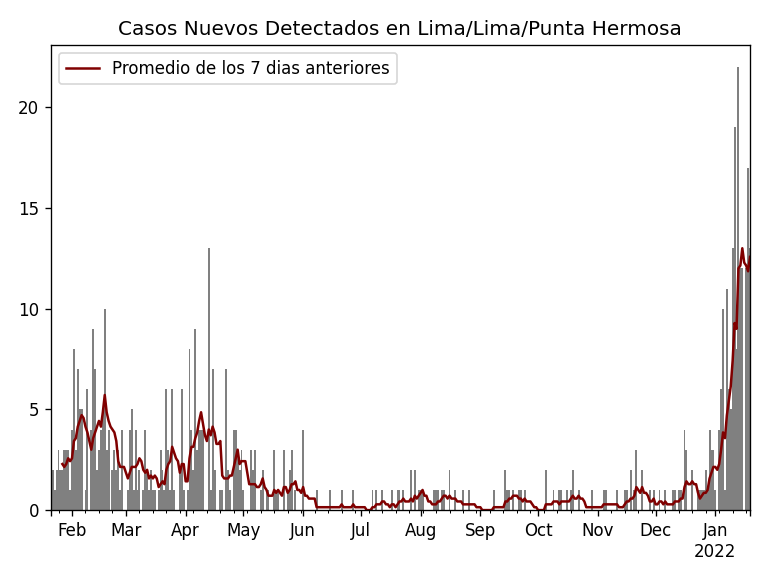 Casos Nuevos Detectados en Lima/Lima/Punta Hermosa
Promedio de los 7 dias anteriores
20
15
10
5
0
Feb Mar Apr May Jun Jul Aug Sep Oct Nov Dec Jan
2022